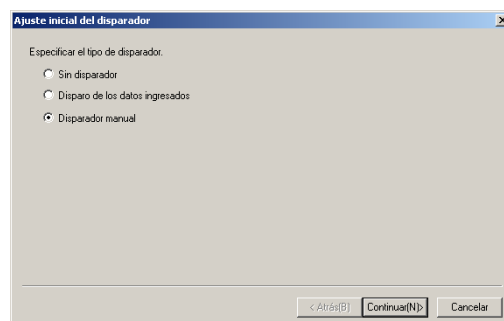 Ajuste inicial del disparador
Especificar el tipo de disparador.
Sin disparador
Disparo de los datos ingresados
Disparador manual
< Atrás(B) Continuar(N)> Cancelar